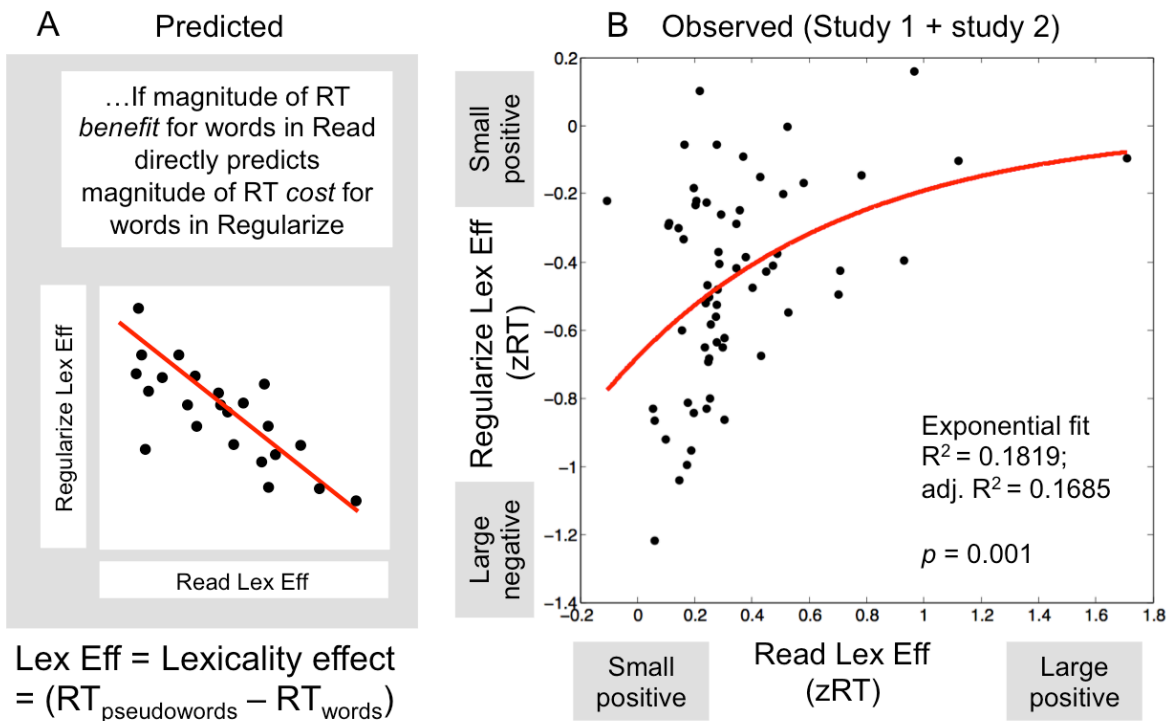 A Predicted
…If magnitude of RT
benefit for words in Read
directly predicts
magnitude of RT cost for
words in Regularize
Regularize Lex Eff
Read Lex Eff
Lex Eff = Lexicality effect
= (RTpseudowords – RTwords)
B Observed (Study 1 + study 2)
Small
positive
Regularize Lex Eff
(zRT)
Large
negative
0.2
0
−0.2
−0.4
−0.6
−0.8
−1
−1.2
−1.4
Exponential fit
R² = 0.1819;
adj. R² = 0.1685
p = 0.001
0 0.2 0.4 0.6 0.8 1 1.2 1.4 1.6 1.8
Small
positive
Read Lex Eff
(zRT)
Large
positive